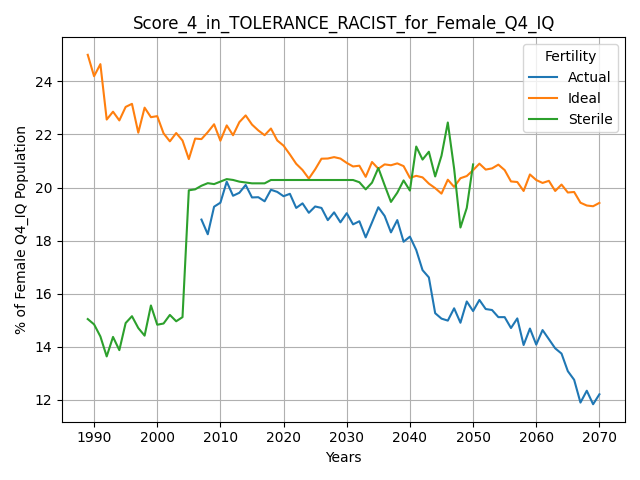 Score_4_in_TOLERANCE_RACIST_for_Female_Q4_IQ
% of Female Q4_IQ Population
24
22
20
18
16
14
12
Fertility
Actual
Ideal
Sterile
1990 2000 2010 2020 2030 2040 2050 2060 2070
Years